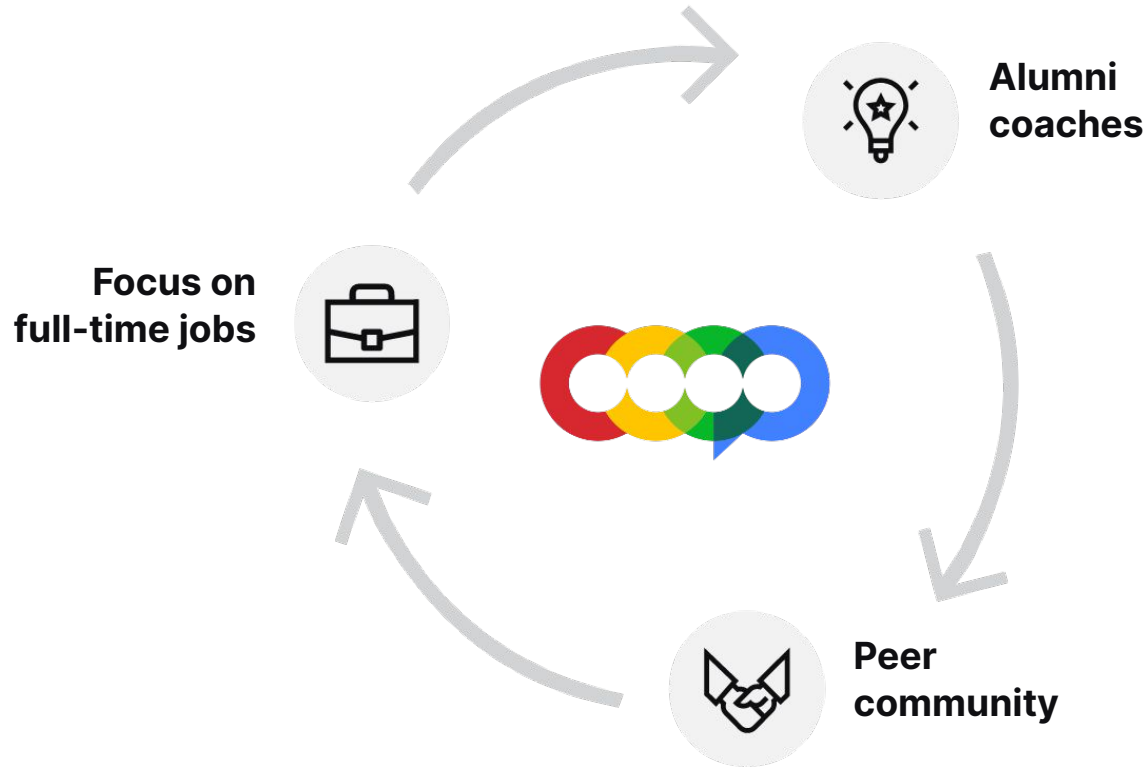 Alumni
coaches
Focus on
full-time jobs
Peer
community